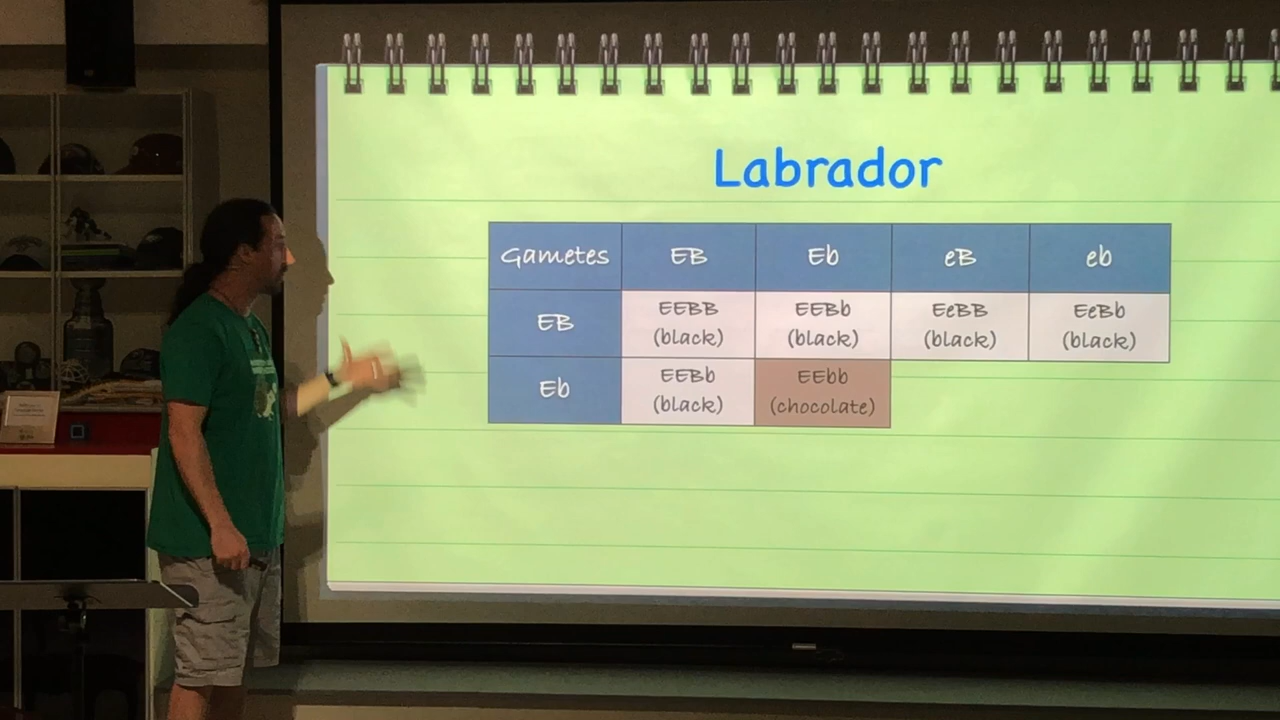 Labrador
Gametes EB Eb eB eb
EB EEBB EEBb EeBB EeBb
(black) (black) (black) (black)
Eb EEBb EEbb
(black) (chocolate)